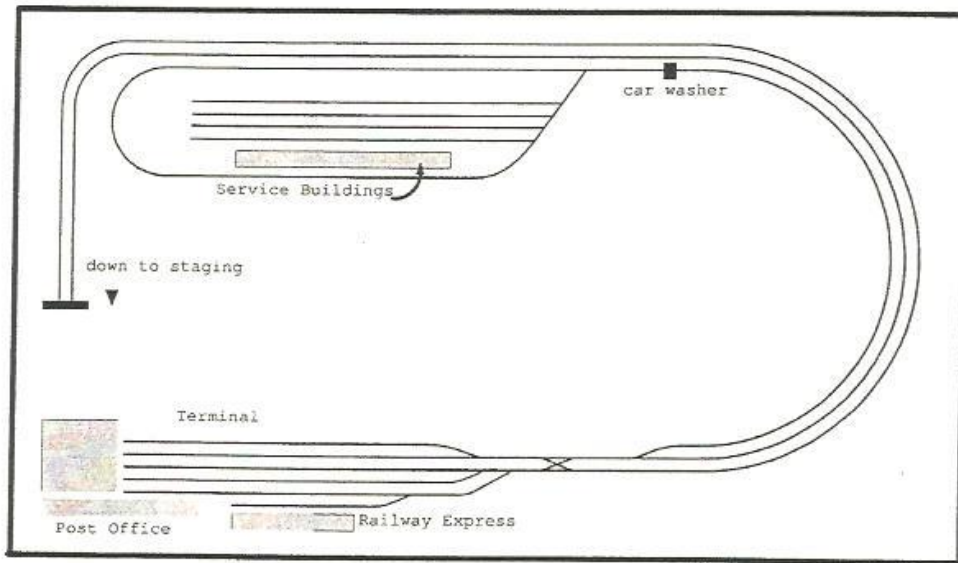 car washer
Service Buildings
down to staging
Terminal
Post Office
Railway Express